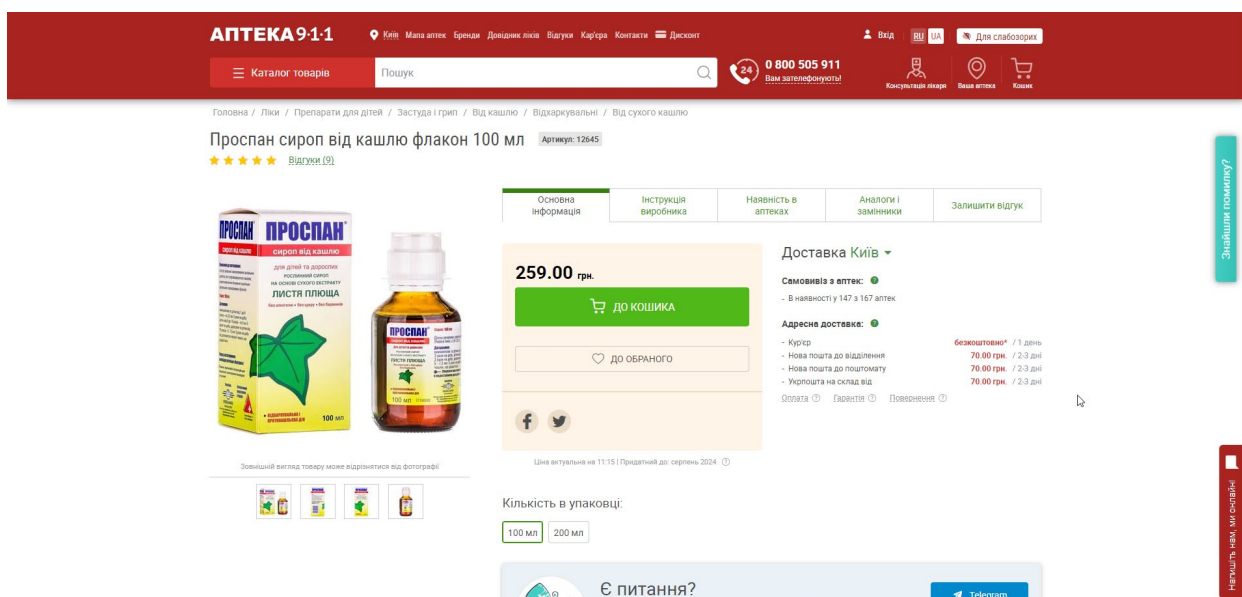 АПТЕКА 9·1·1
Київ Мапа аптек Бренди Довідник ліків Відгуки Кар'єра Контакти Дисконт
Вхід RU UA Для слабозорих
Каталог товарів
Пошук
24
0 800 505 911
Вам зателефонують!
Консультація лікаря
Ваша аптека
Кошик
Головна / Ліки / Препарати для дітей / Застуда і грип / Від кашлю / Відхаркувальні / Від сухого кашлю
Проспан сироп від кашлю флакон 100 мл Артикул: 12645
Відгуки (9)
Основна інформація
Інструкція виробника
Наявність в аптеках
Аналоги і замінники
Залишити відгук
ПРОСПАН
ПРОСПАН
сироп від кашлю
для дітей та дорослих
рослинний сироп
на основі сухого екстракту
ЛИСТЯ ПЛЮЩА
100 мл
ПРОСПАН
ЛИСТЯ ПЛЮЩА
100 мл
Зовнішній вигляд товару може відрізнятися від фотографії
259.00 грн.
ДО КОШИКА
ДО ОБРАНОГО
Ціна актуальна на 11:15 | Придатний до: серпень 2024
Доставка Київ
Самовивіз з аптек:
- В наявності у 147 з 167 аптек
Адресна доставка:
- Кур'єр безкоштовно* / 1 день
- Нова пошта до відділення 70.00 грн. / 2-3 дні
- Нова пошта до поштомату 70.00 грн. / 2-3 дні
- Укрпошта на склад від 70.00 грн. / 2-3 дні
Оплата Гарантія Повернення
Кількість в упаковці:
100 мл 200 мл
Є питання?
Telegram
Знайшли помилку?
Напишіть нам, ми онлайн!